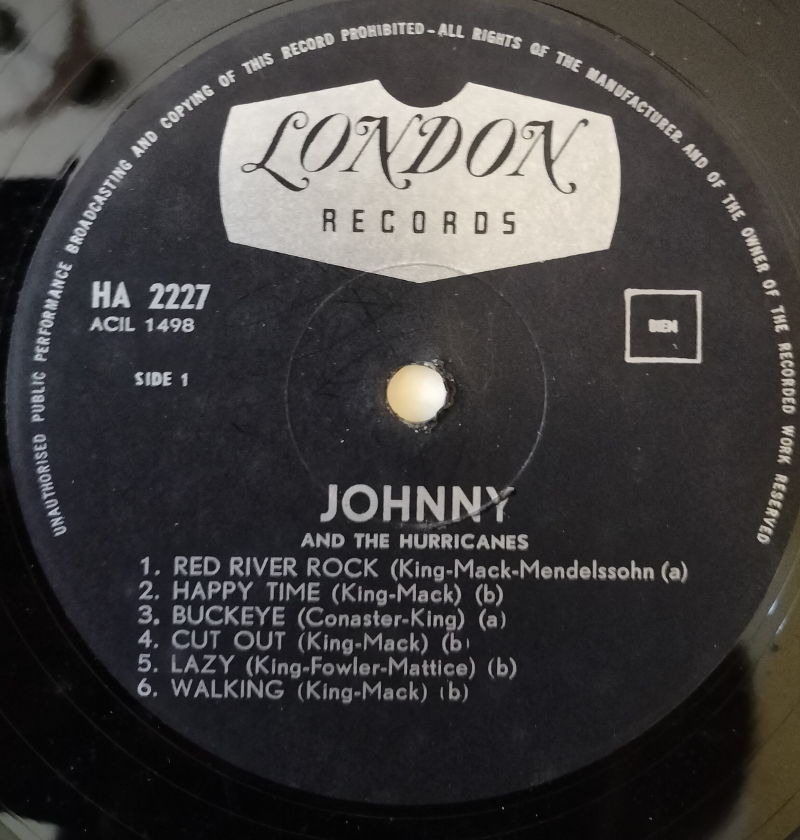 UNAUTHORISED PUBLIC PERFORMANCE BROADCASTING AND COPYING OF THIS RECORD PROHIBITED-ALL RIGHTS OF THE MANUFACTURER AND OF THE OWNER OF THE RECORDED WORK RESERVED
LONDON
RECORDS
HA 2227
ACIL 1498
BIEM
SIDE 1
JOHNNY
AND THE HURRICANES
1. RED RIVER ROCK (King-Mack-Mendelssohn (a)
2. HAPPY TIME (King-Mack) (b)
3. BUCKEYE (Conaster-King) (a)
4. CUT OUT (King-Mack) (b)
5. LAZY (King-Fowler-Mattice) (b)
6. WALKING (King-Mack) (b)